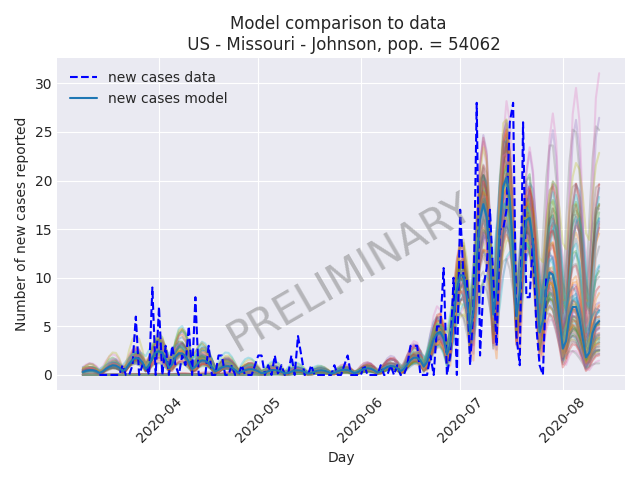 Model comparison to data
US - Missouri - Johnson, pop. = 54062
new cases data
new cases model
PRELIMINARY
Number of new cases reported
30
25
20
15
10
5
0
2020-04
2020-05
2020-06
2020-07
2020-08
Day